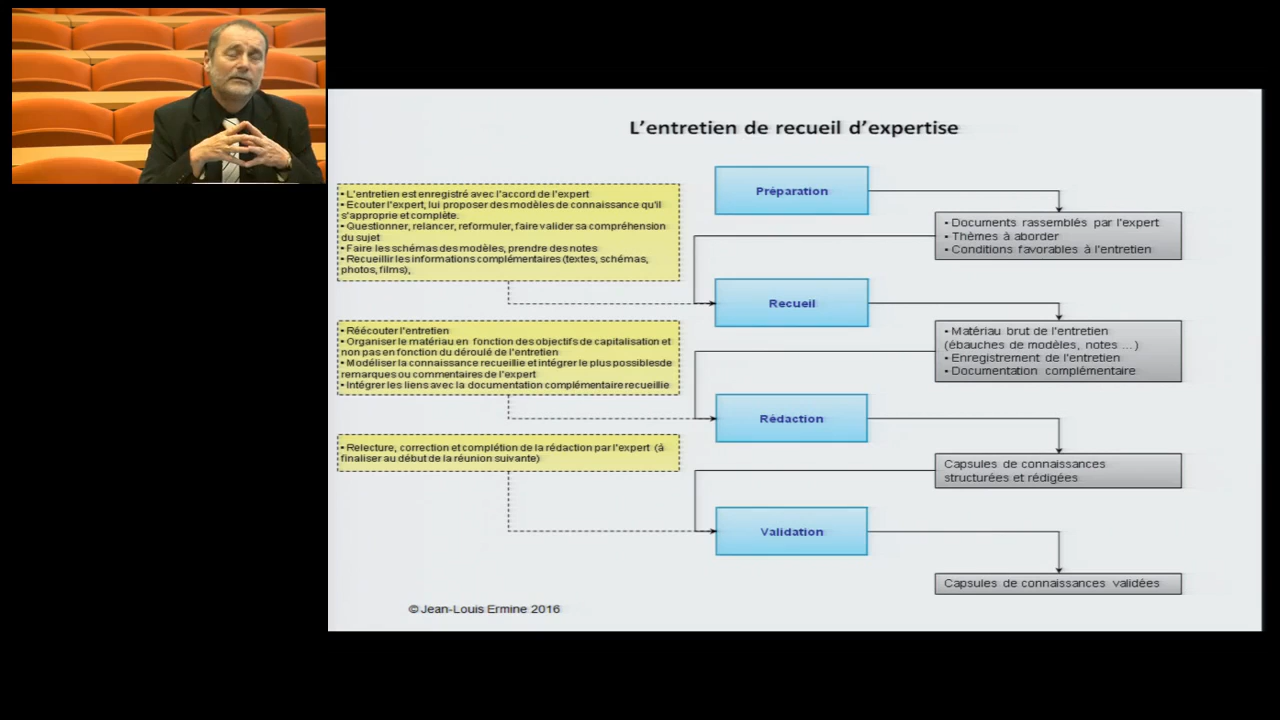 L'entretien de recueil d'expertise
Préparation
• Documents rassemblés par l'expert
• Thèmes à aborder
• Conditions favorables à l'entretien
• L'entretien est enregistré avec l'accord de l'expert
• Ecouter l'expert, lui proposer des modèles de connaissance qu'il
s'approprie et complète.
• Questionner, relancer, reformuler, faire valider sa compréhension
du sujet
• Faire les schémas des modèles, prendre des notes
• Recueillir les informations complémentaires (textes, schémas,
photos, films),
Recueil
• Matériau brut de l'entretien
(ébauches de modèles, notes ...)
• Enregistrement de l'entretien
• Documentation complémentaire
• Réécouter l'entretien
• Organiser le matériau en fonction des objectifs de capitalisation et
non pas en fonction du déroulé de l'entretien
• Modéliser la connaissance recueillie et intégrer le plus possiblesde
remarques ou commentaires de l'expert
• Intégrer les liens avec la documentation complémentaire recueillie
Rédaction
Capsules de connaissances
structurées et rédigées
• Relecture, correction et complétion de la rédaction par l'expert (à
finaliser au début de la réunion suivante)
Validation
Capsules de connaissances validées
© Jean-Louis Ermine 2016